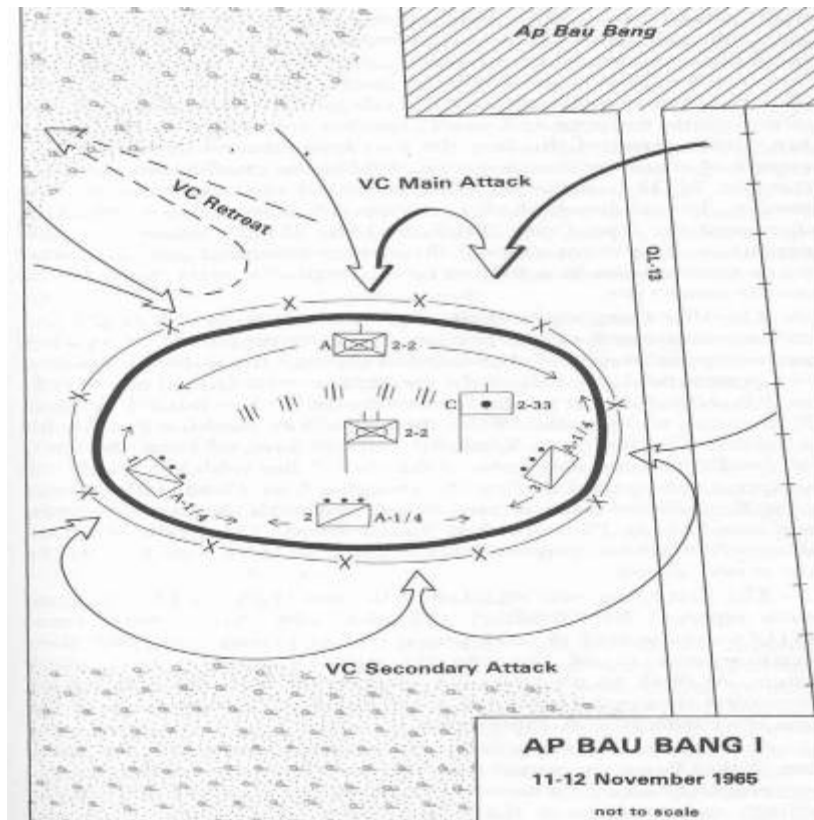 Ap Bau Bang
VC Main Attack
VC Retreat
QL-13
A 2-2
C 2-33
2-2
A-1/4
A-1/4
2 A-1/4
VC Secondary Attack
AP BAU BANG I
11-12 November 1965
not to scale